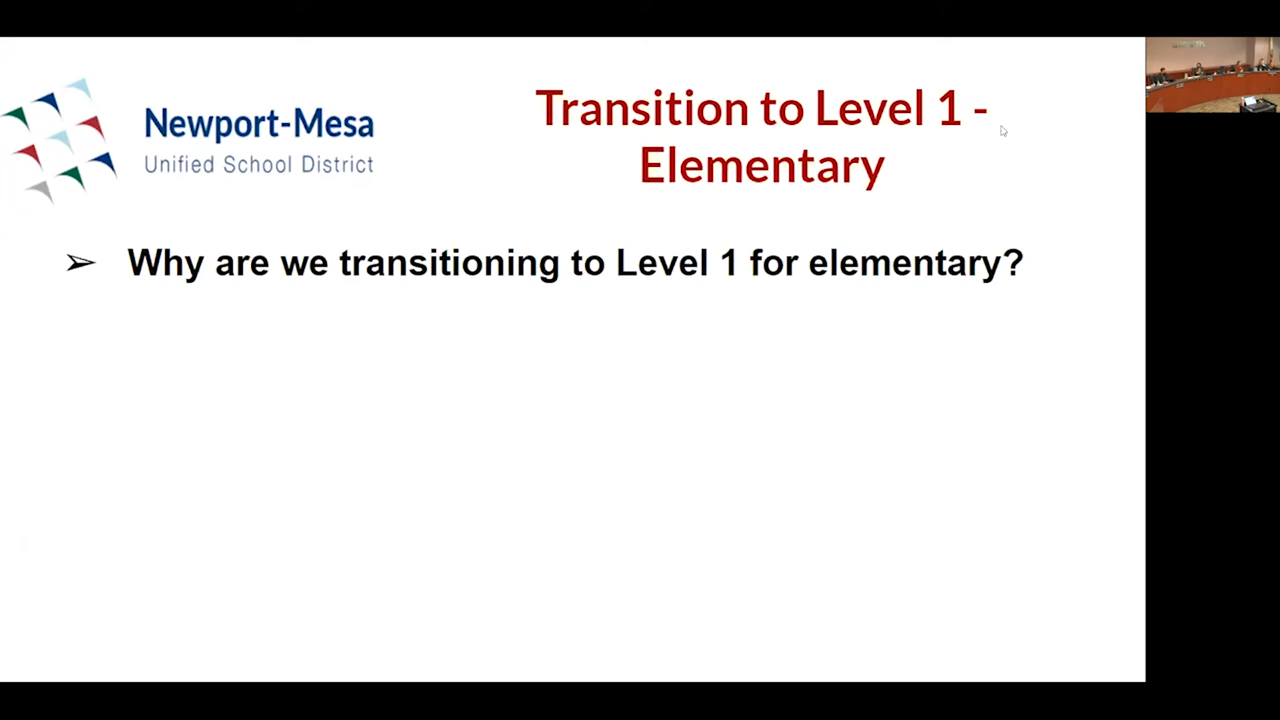 Newport-Mesa
Unified School District
Transition to Level 1 -
Elementary
➢ Why are we transitioning to Level 1 for elementary?